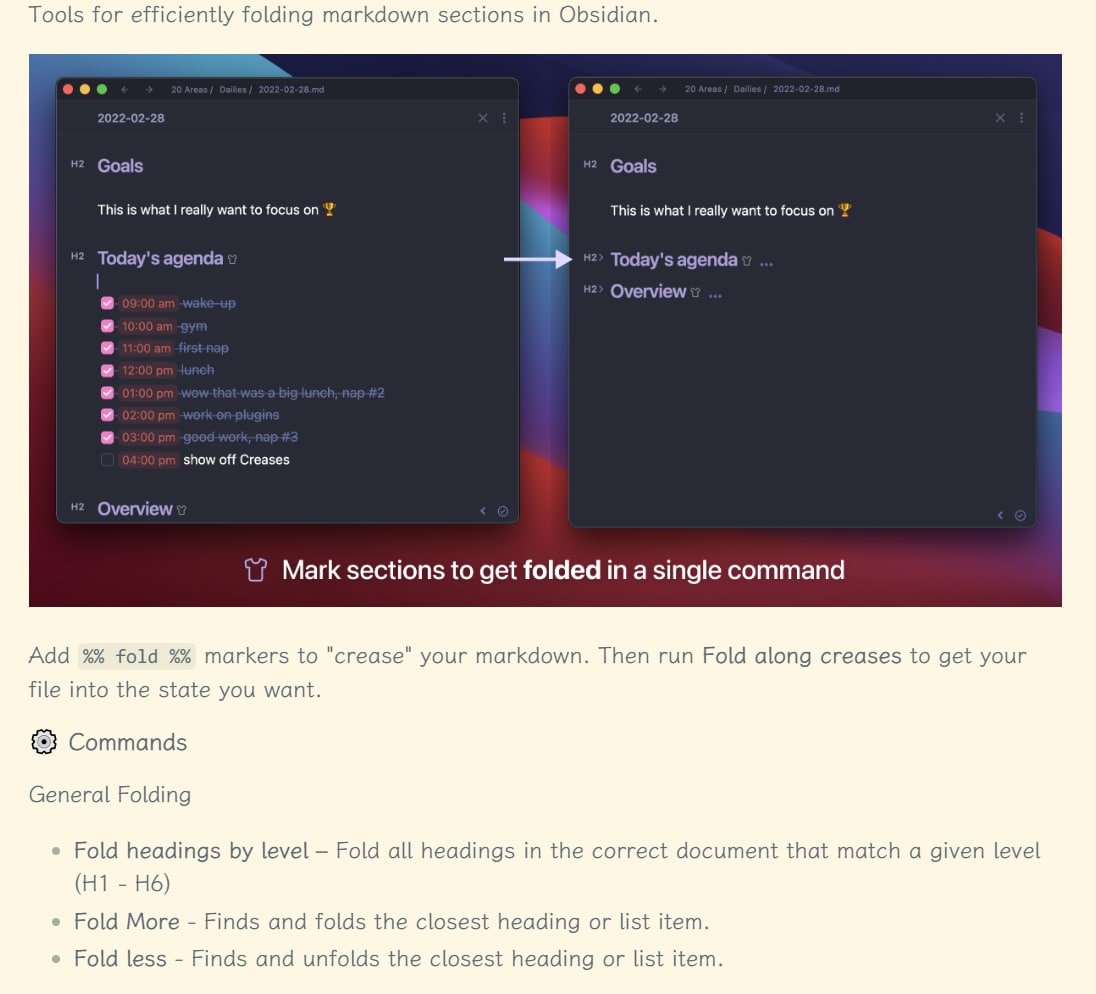 Tools for efficiently folding markdown sections in Obsidian.
20 Areas / Dailies / 2022-02-28.md
2022-02-28
H2 Goals
This is what I really want to focus on 🏆
H2 Today's agenda
09:00 am wake-up
10:00 am gym
11:00 am first nap
12:00 pm lunch
01:00 pm wow that was a big lunch, nap #2
02:00 pm work on plugins
03:00 pm good work, nap #3
04:00 pm show off Creases
H2 Overview
20 Areas / Dailies / 2022-02-28.md
2022-02-28
H2 Goals
This is what I really want to focus on 🏆
H2 Today's agenda ...
H2 Overview ...
Mark sections to get folded in a single command
Add %% fold %% markers to "crease" your markdown. Then run Fold along creases to get your
file into the state you want.
Commands
General Folding
Fold headings by level – Fold all headings in the correct document that match a given level
(H1 - H6)
Fold More - Finds and folds the closest heading or list item.
Fold less - Finds and unfolds the closest heading or list item.